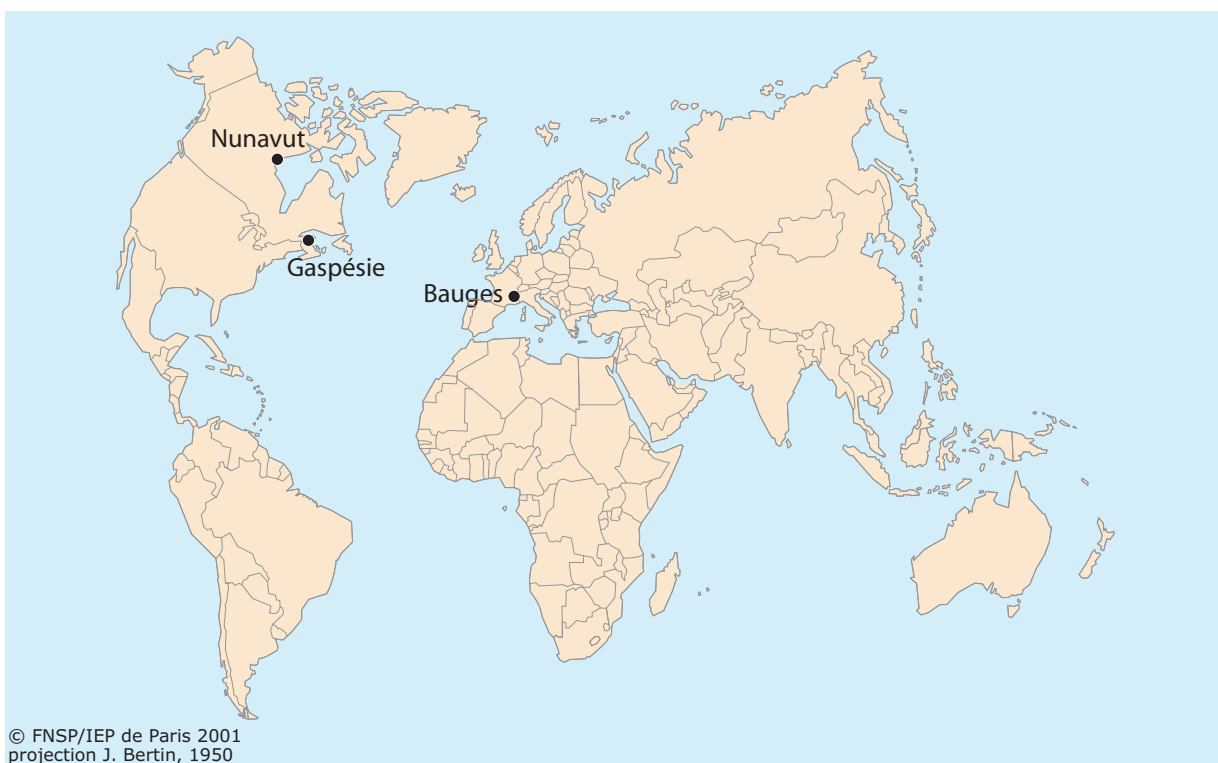 Nunavut
Gaspésie
Bauges
© FNSP/IEP de Paris 2001
projection J. Bertin, 1950